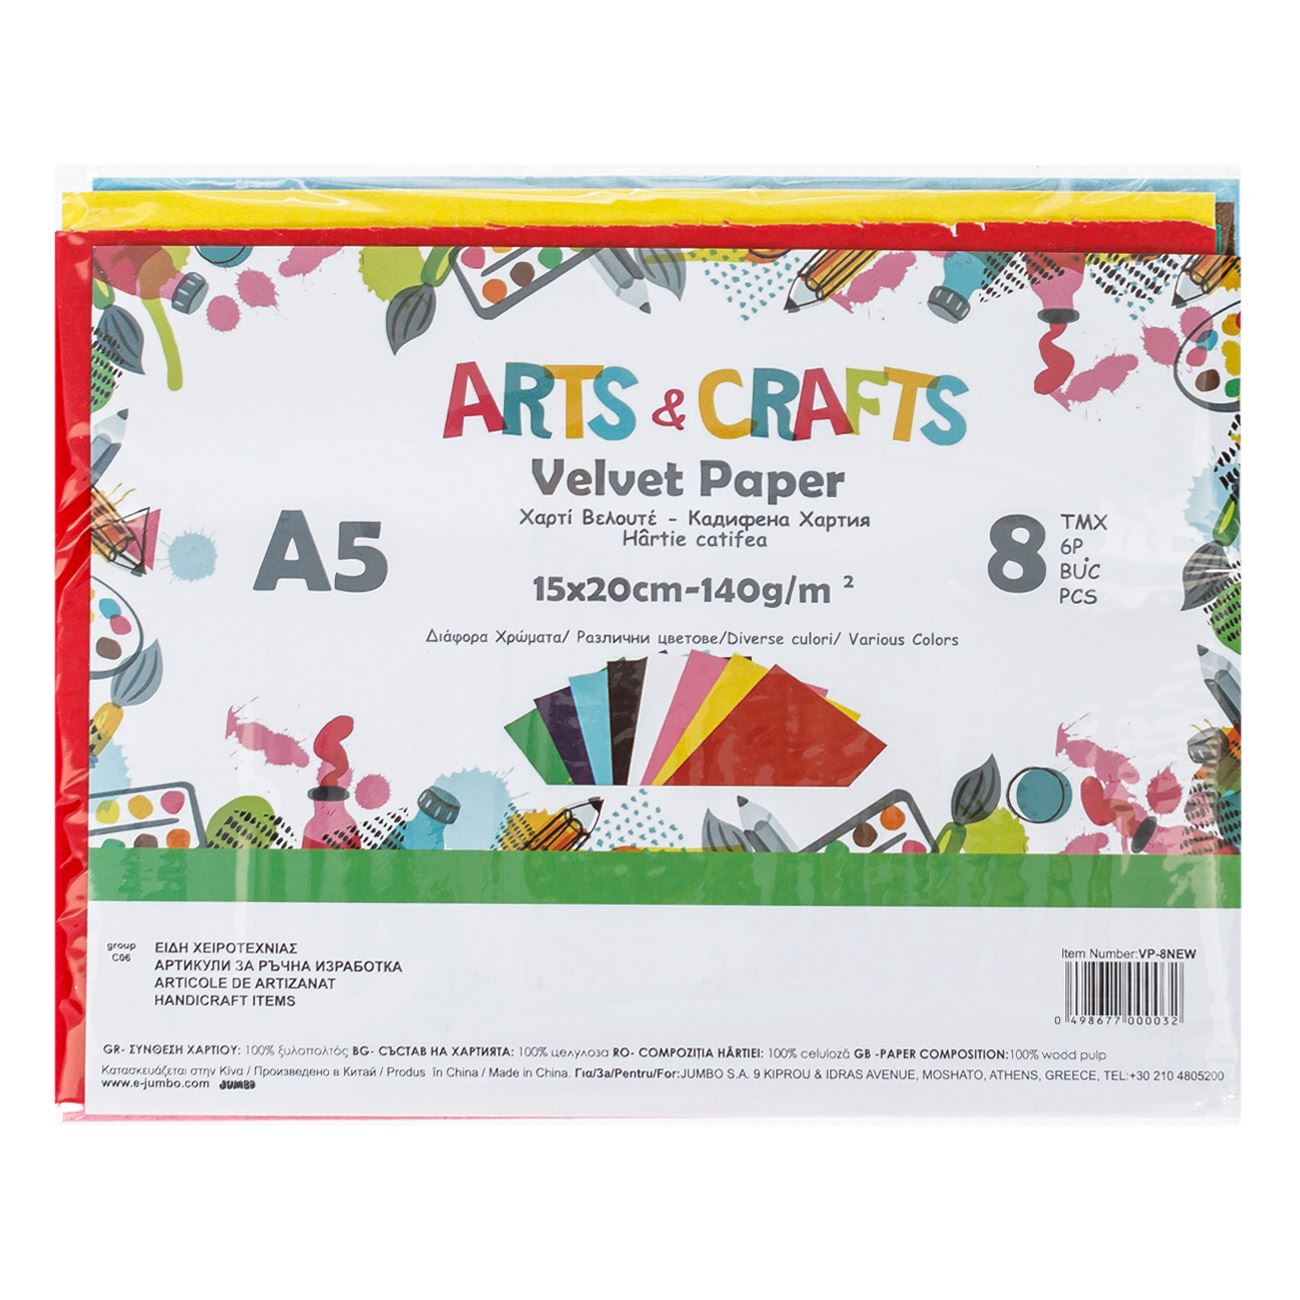 ARTS & CRAFTS
Velvet Paper
Χαρτί Βελουτέ - Кадифена Хартия
Hârtie catifea
A5
8 ΤΜΧ
6Р.
BUC
PCS
15x20cm-140g/m ²
Διάφορα Χρώματα/ Различни цветове/Diverse culori/ Various Colors
group
C06
ΕΙΔΗ ΧΕΙΡΟΤΕΧΝΙΑΣ
АРТИКУЛИ ЗА РЪЧНА ИЗРАБОТКА
ARTICOLE DE ARTIZANAT
HANDICRAFT ITEMS
Item Number:VP-8NEW
0 498677 000032
GR- ΣΥΝΘΕΣΗ ΧΑΡΤΙΟΥ: 100% ξυλοπολτός BG- СЪСТАВ НА ХАРТИЯТА: 100% целулоза RO- COMPOZIȚIA HÂRTIEI: 100% celuloză GB -PAPER COMPOSITION:100% wood pulp
Κατασκευάζεται στην Κίνα / Произведено в Китай / Produs în China / Made in China. Για/За/Pentru/For:JUMBO S.A. 9 KIPROU & IDRAS AVENUE, MOSHATO, ATHENS, GREECE, TEL:+30 210 4805200
www.e-jumbo.com JUMBO